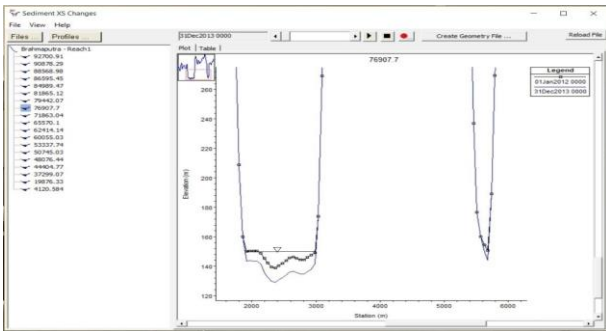 Sediment XS Changes
File View Help
Files ... Profiles ...
31Dec2013 0000
Create Geometry File ...
Reload File
Brahmaputra - Reach1
92700.91
90878.29
88568.98
86595.45
84989.47
81865.12
79442.07
76907.7
71863.04
65570.1
62414.14
60055.03
53337.74
50745.03
48076.44
44404.77
37299.07
19876.33
4120.584
Plot Table
76907.7
Legend
01Jan2012 0000
31Dec2013 0000
260
240
220
200
180
160
140
120
Elevation (m)
2000 3000 4000 5000 6000
Station (m)